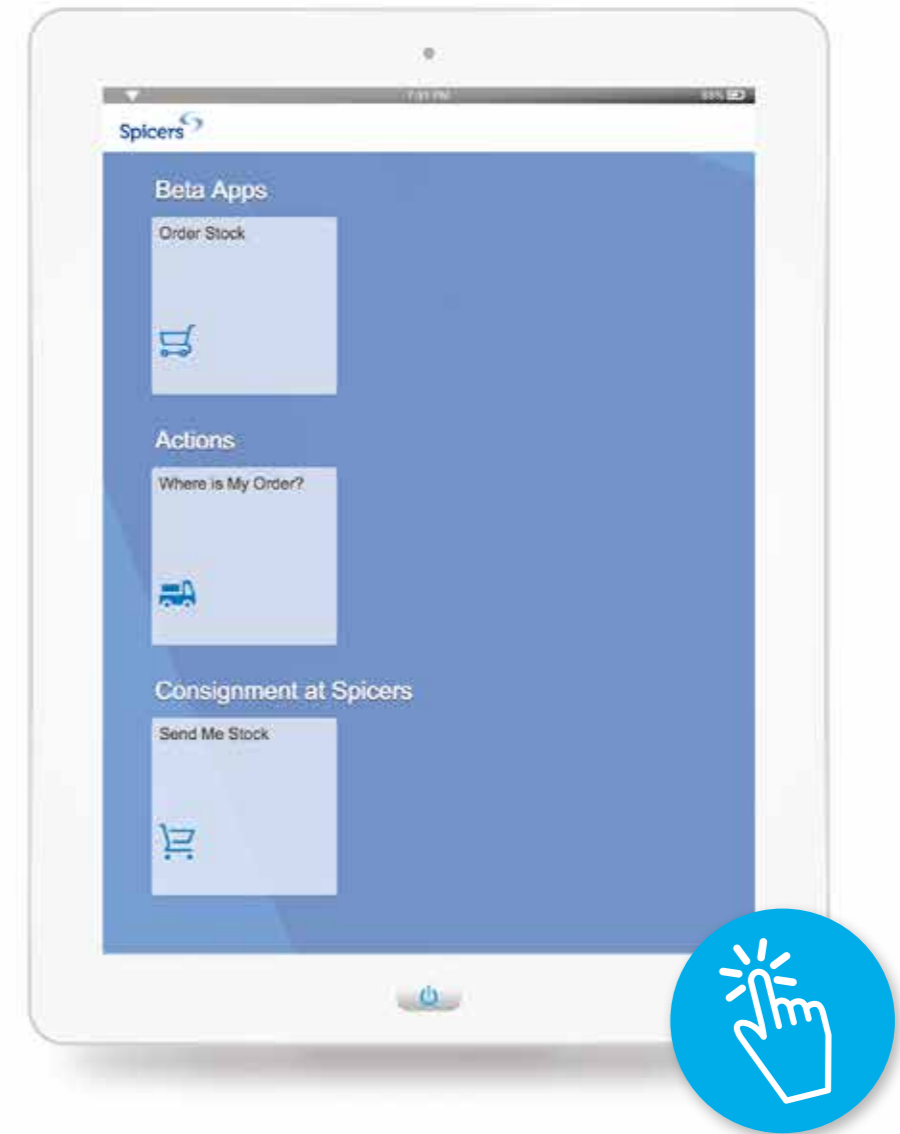 Spicers
Beta Apps
Order Stock
Actions
Where is My Order?
Consignment at Spicers
Send Me Stock